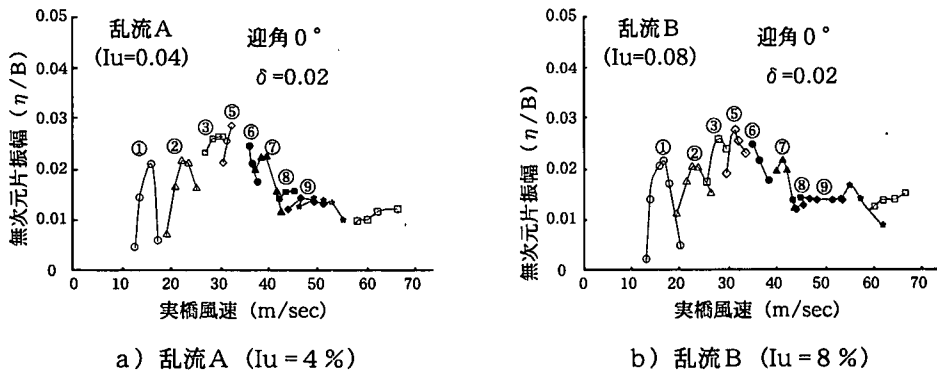 0.05
0.04
0.03
0.02
0.01
0
無次元片振幅 (η/B)
乱流A
(Iu=0.04)
迎角0°
δ=0.02
① ② ③ ⑤ ⑥ ⑦ ⑧ ⑨
0 10 20 30 40 50 60 70
実橋風速 (m/sec)
a) 乱流A (Iu = 4 %)
0.05
0.04
0.03
0.02
0.01
0
無次元片振幅 (η/B)
乱流B
(Iu=0.08)
迎角0°
δ=0.02
① ② ③ ⑤ ⑥ ⑦ ⑧ ⑨
0 10 20 30 40 50 60 70
実橋風速 (m/sec)
b) 乱流B (Iu = 8 %)